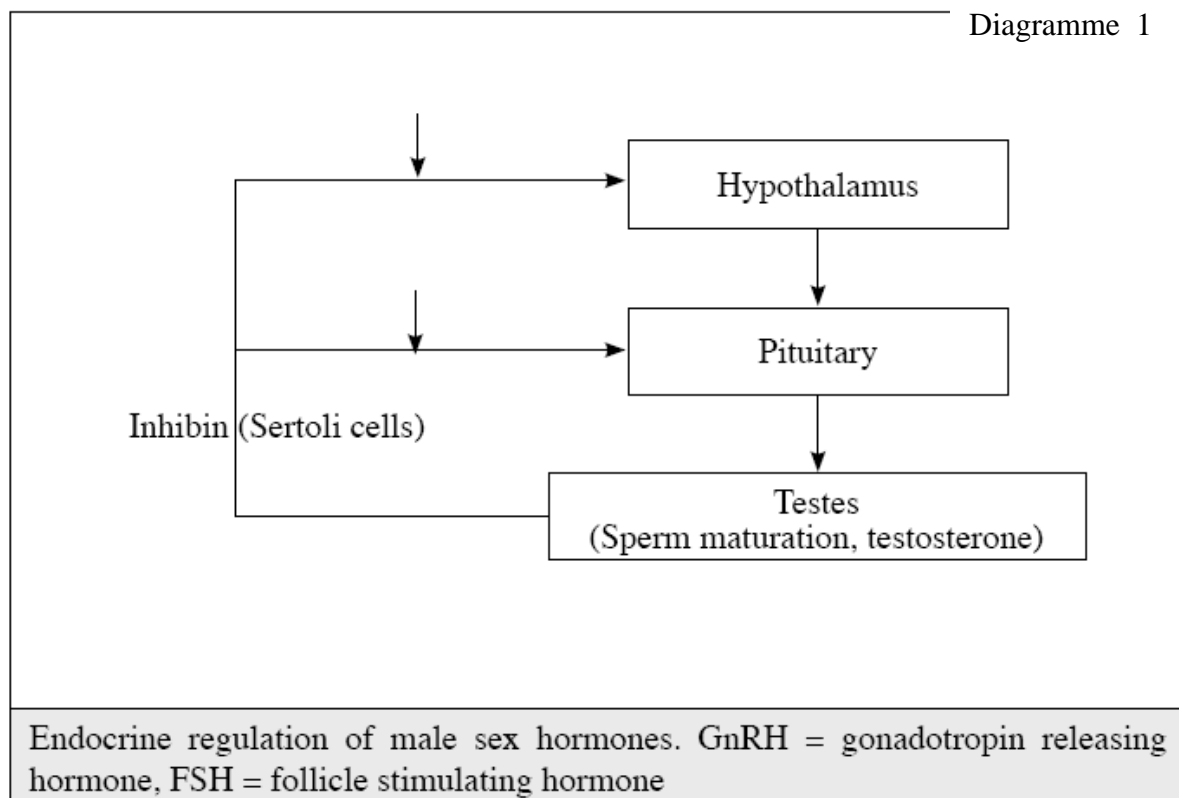 Diagramme 1
Hypothalamus
Pituitary
Inhibin (Sertoli cells)
Testes
(Sperm maturation, testosterone)
Endocrine regulation of male sex hormones. GnRH = gonadotropin releasing
hormone, FSH = follicle stimulating hormone